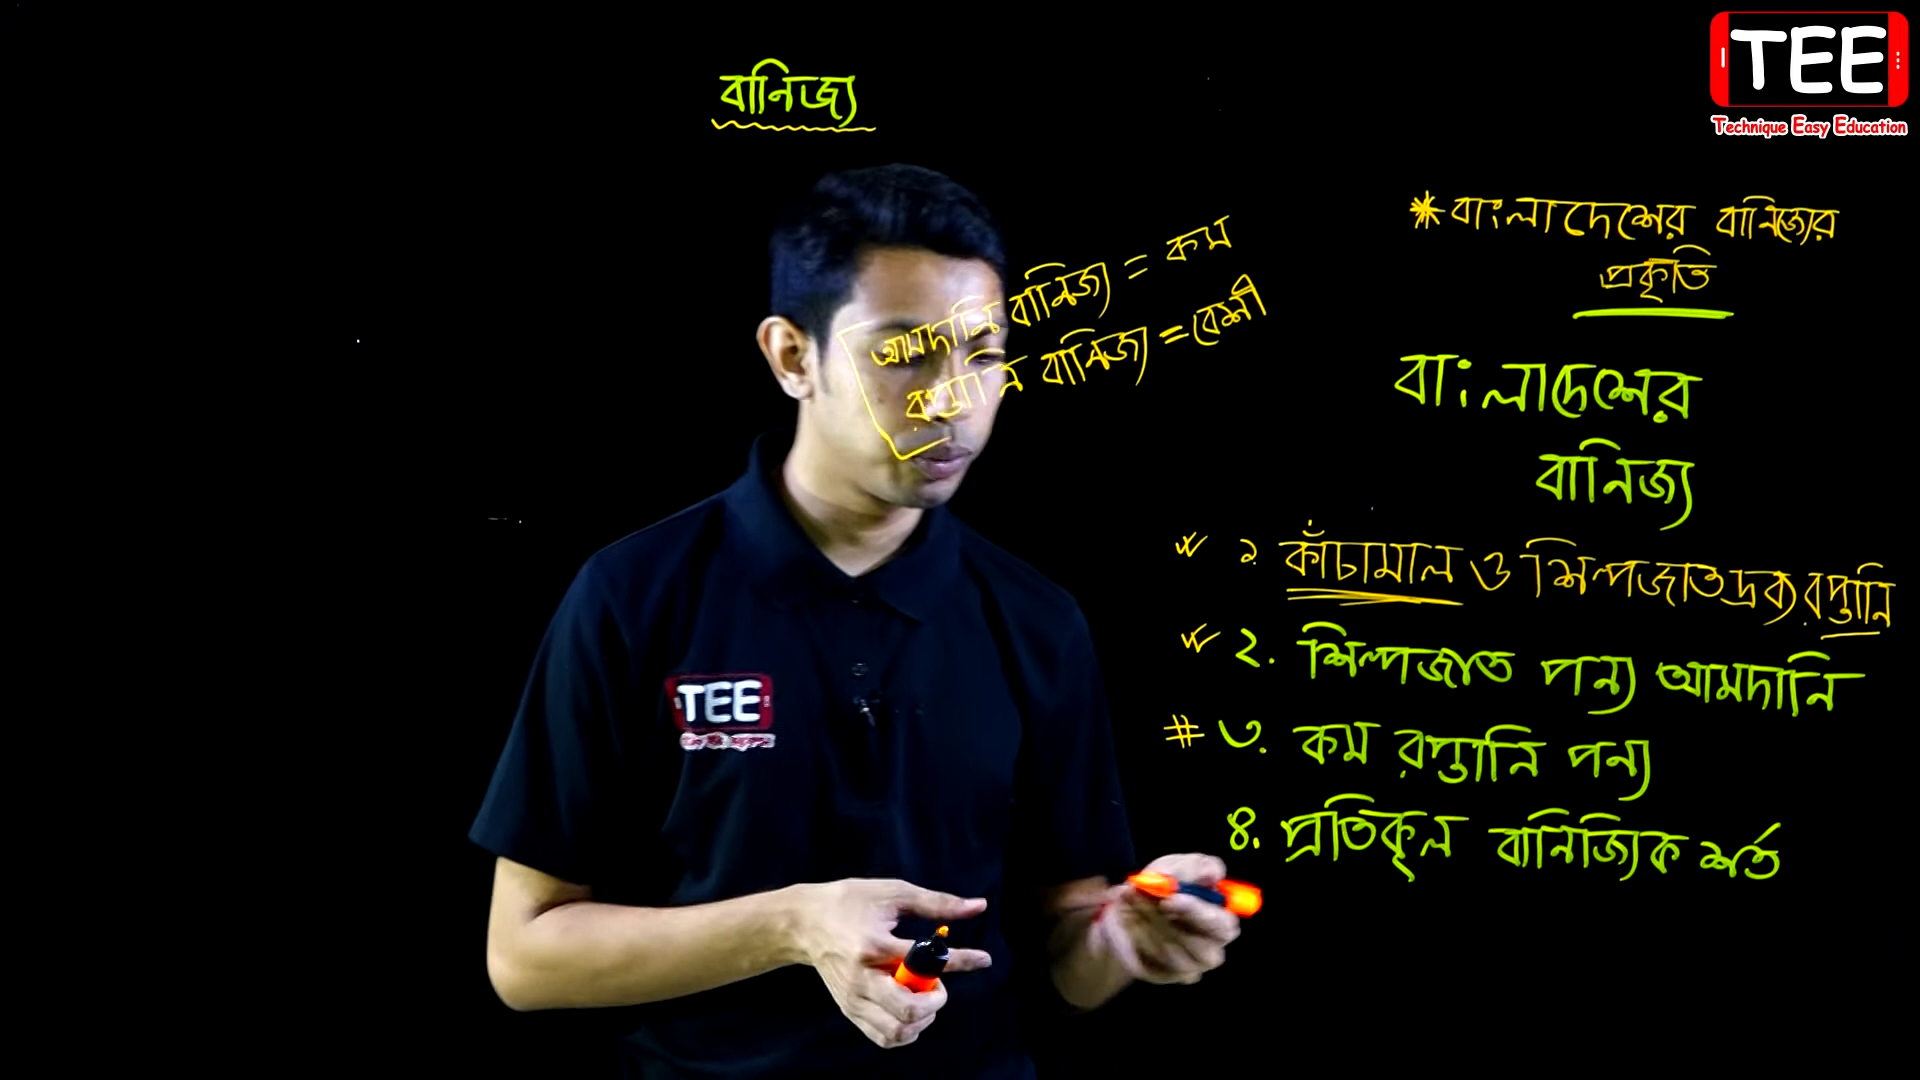 বানিজ্য
TEE
Technique Easy Education
আমদানি বানিজ্য = কম
রপ্তানি বানিজ্য = বেশী
* বাংলাদেশের বানিজ্যের
প্রকৃতি
বাংলাদেশের
বানিজ্য
১. কাঁচামাল ও শিল্পজাত দ্রব্য রপ্তানি
২. শিল্পজাত পন্য আমদানি
# ৩. কম রপ্তানি পন্য
৪. প্রতিকূল বানিজ্যিক শর্ত
TEE